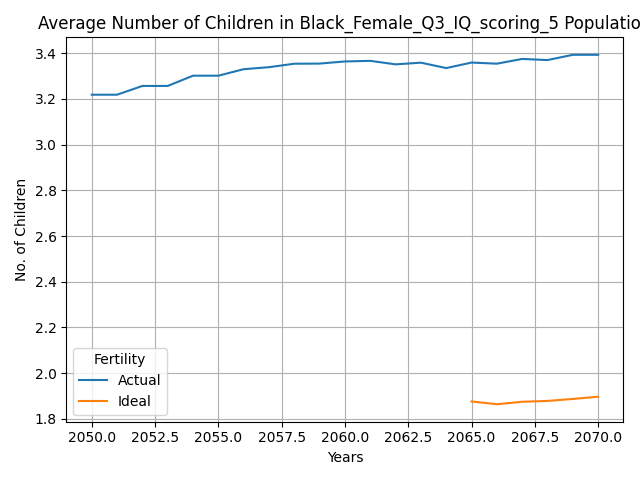 Average Number of Children in Black_Female_Q3_IQ_scoring_5 Populatio
3.4
3.2
3.0
2.8
2.6
2.4
2.2
2.0
1.8
No. of Children
Fertility
Actual
Ideal
2050.0 2052.5 2055.0 2057.5 2060.0 2062.5 2065.0 2067.5 2070.0
Years